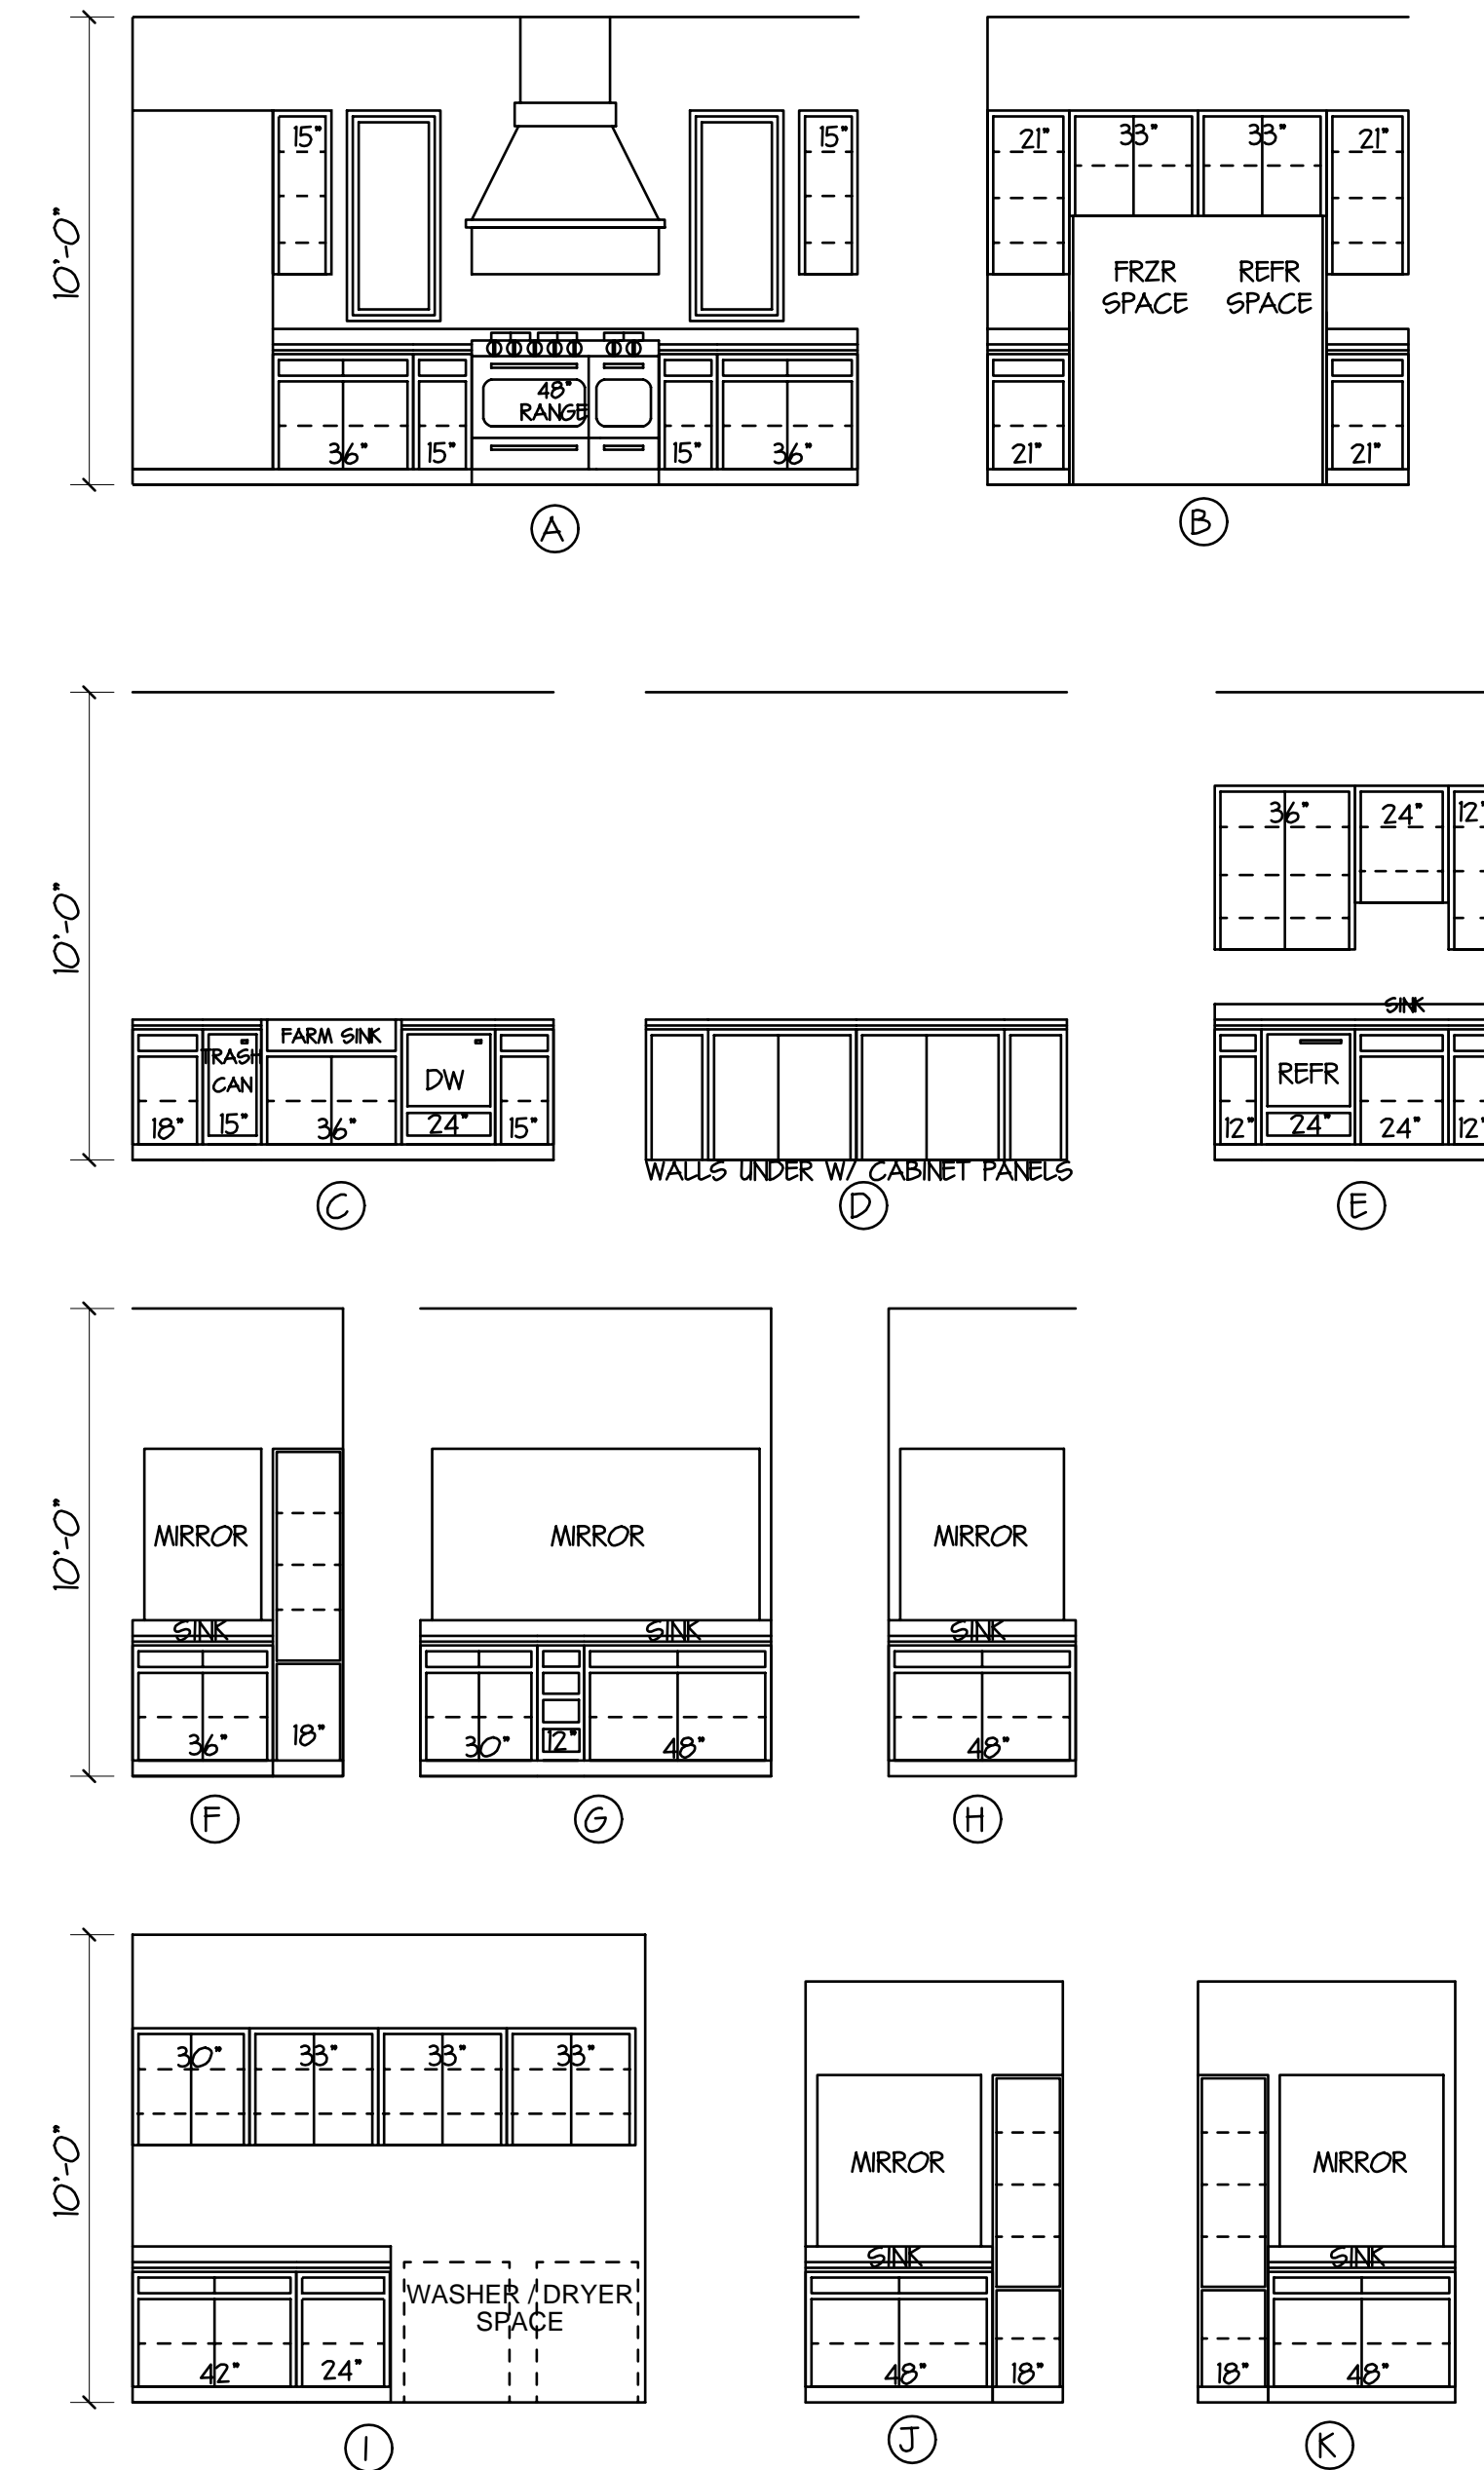 10'-0"
15"
15"
48"
RANGE
36"
15"
15"
36"
A
21"
33"
33"
21"
FRZR
SPACE
REFR
SPACE
21"
21"
B
10'-0"
FARM SINK
TRASH
CAN
DW
18"
15"
36"
24"
15"
C
WALLS UNDER W/ CABINET PANELS
D
36"
24"
12"
SINK
REFR
12"
24"
24"
12"
E
10'-0"
MIRROR
SINK
36"
18"
F
MIRROR
SINK
30"
12"
48"
G
MIRROR
SINK
48"
H
10'-0"
30"
33"
33"
33"
WASHER / DRYER
SPACE
42"
24"
I
MIRROR
SINK
48"
18"
J
MIRROR
SINK
18"
48"
K